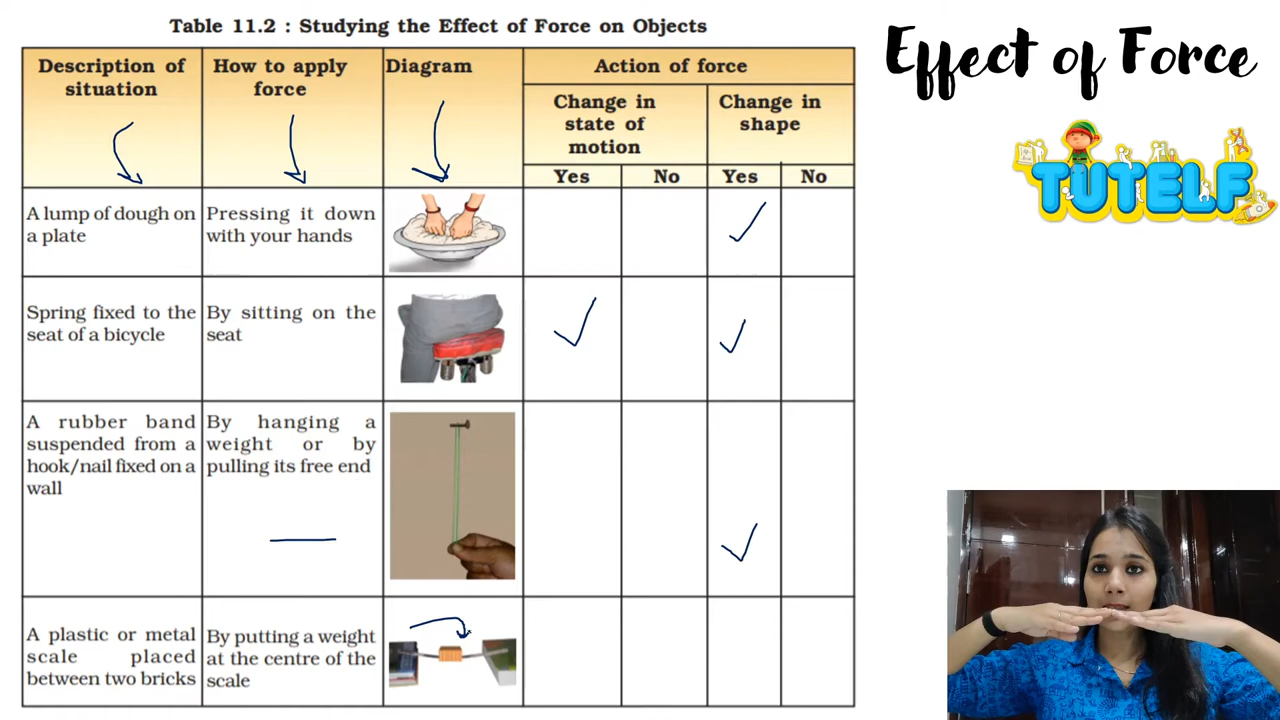 Table 11.2 : Studying the Effect of Force on Objects
Effect of Force
TUTELF
Description of situation
How to apply force
Diagram
Action of force
Change in state of motion
Change in shape
Yes
No
Yes
No
A lump of dough on
a plate
Pressing it down
with your hands
Spring fixed to the
seat of a bicycle
By sitting on the
seat
A rubber band
suspended from a
hook/nail fixed on a
wall
By hanging a
weight or by
pulling its free end
A plastic or metal
scale placed
between two bricks
By putting a weight
at the centre of the
scale